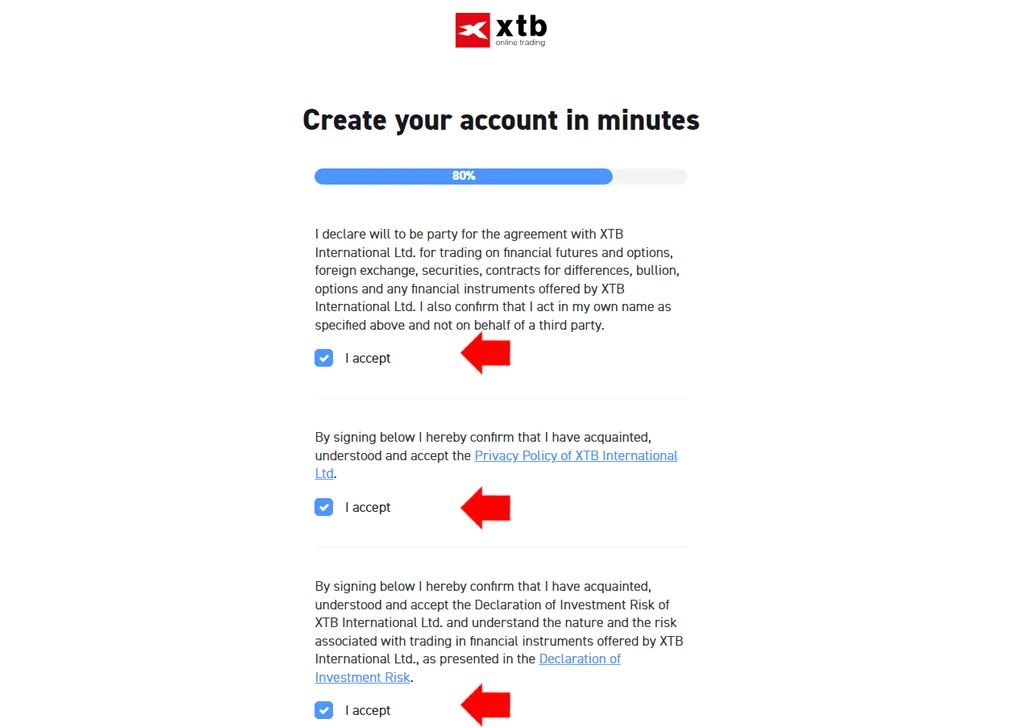 xtb
online trading
Create your account in minutes
80%
I declare will to be party for the agreement with XTB
International Ltd. for trading on financial futures and options,
foreign exchange, securities, contracts for differences, bullion,
options and any financial instruments offered by XTB
International Ltd. I also confirm that I act in my own name as
specified above and not on behalf of a third party.
I accept
By signing below I hereby confirm that I have acquainted,
understood and accept the Privacy Policy of XTB International
Ltd.
I accept
By signing below I hereby confirm that I have acquainted,
understood and accept the Declaration of Investment Risk of
XTB International Ltd. and understand the nature and the risk
associated with trading in financial instruments offered by XTB
International Ltd., as presented in the Declaration of
Investment Risk.
I accept